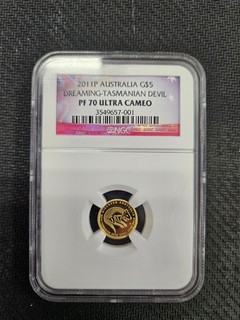 2011P AUSTRALIA G$5
DREAMING-TASMANIAN DEVIL
PF 70 ULTRA CAMEO
3549657-001
NGC